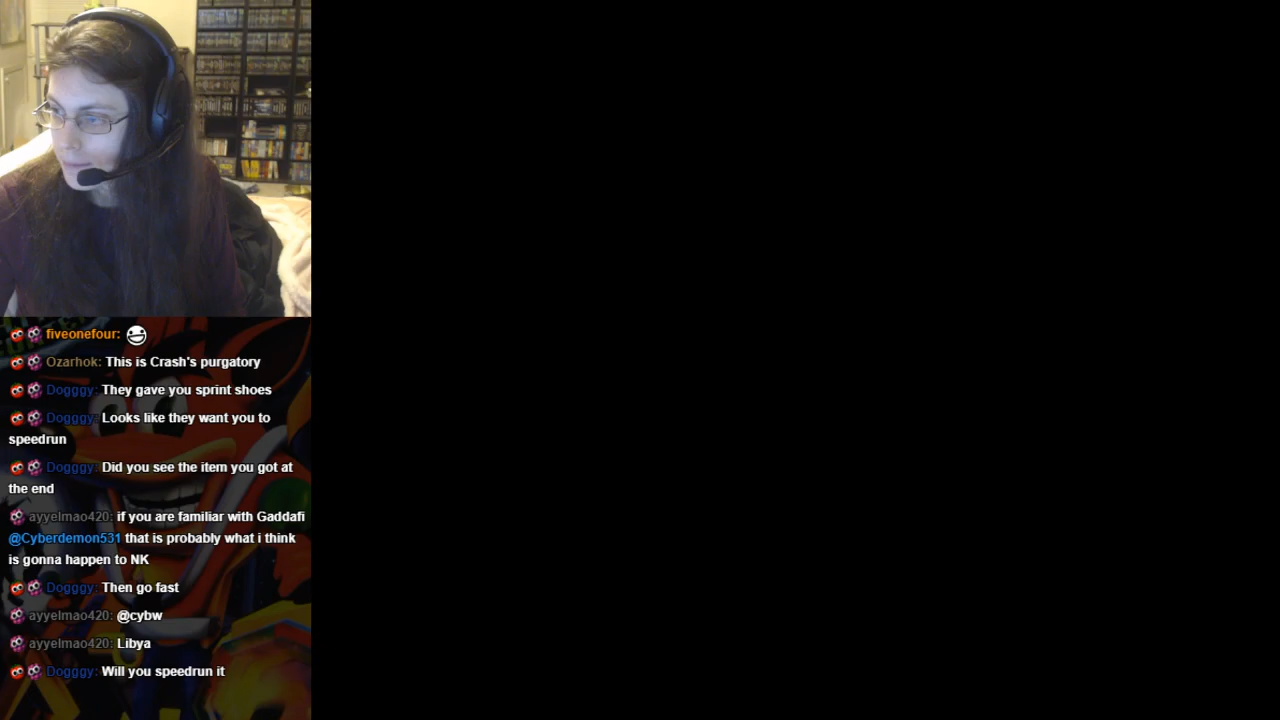 fiveonefour:
Ozarhok: This is Crash's purgatory
Dogggy: They gave you sprint shoes
Dogggy: Looks like they want you to
speedrun
Dogggy: Did you see the item you got at
the end
ayyelmao420: if you are familiar with Gaddafi
@Cyberdemon531 that is probably what i think
is gonna happen to NK
Dogggy: Then go fast
ayyelmao420: @cybw
ayyelmao420: Libya
Dogggy: Will you speedrun it